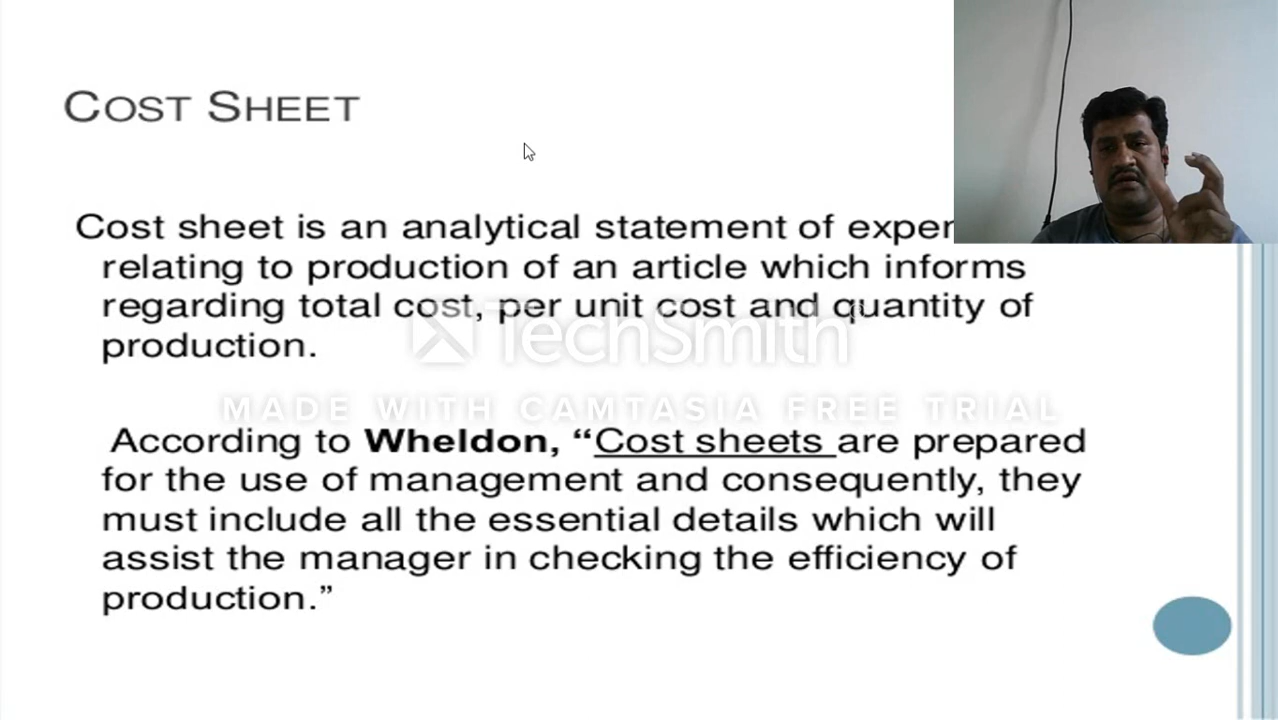 COST SHEET
Cost sheet is an analytical statement of
relating to production of an article which informs
regarding total cost, per unit cost and quantity of
production.
TechSmith®
MADE WITH CAMTASIA FREE TRIAL
According to Wheldon, “Cost sheets are prepared
for the use of management and consequently, they
must include all the essential details which will
assist the manager in checking the efficiency of
production.”